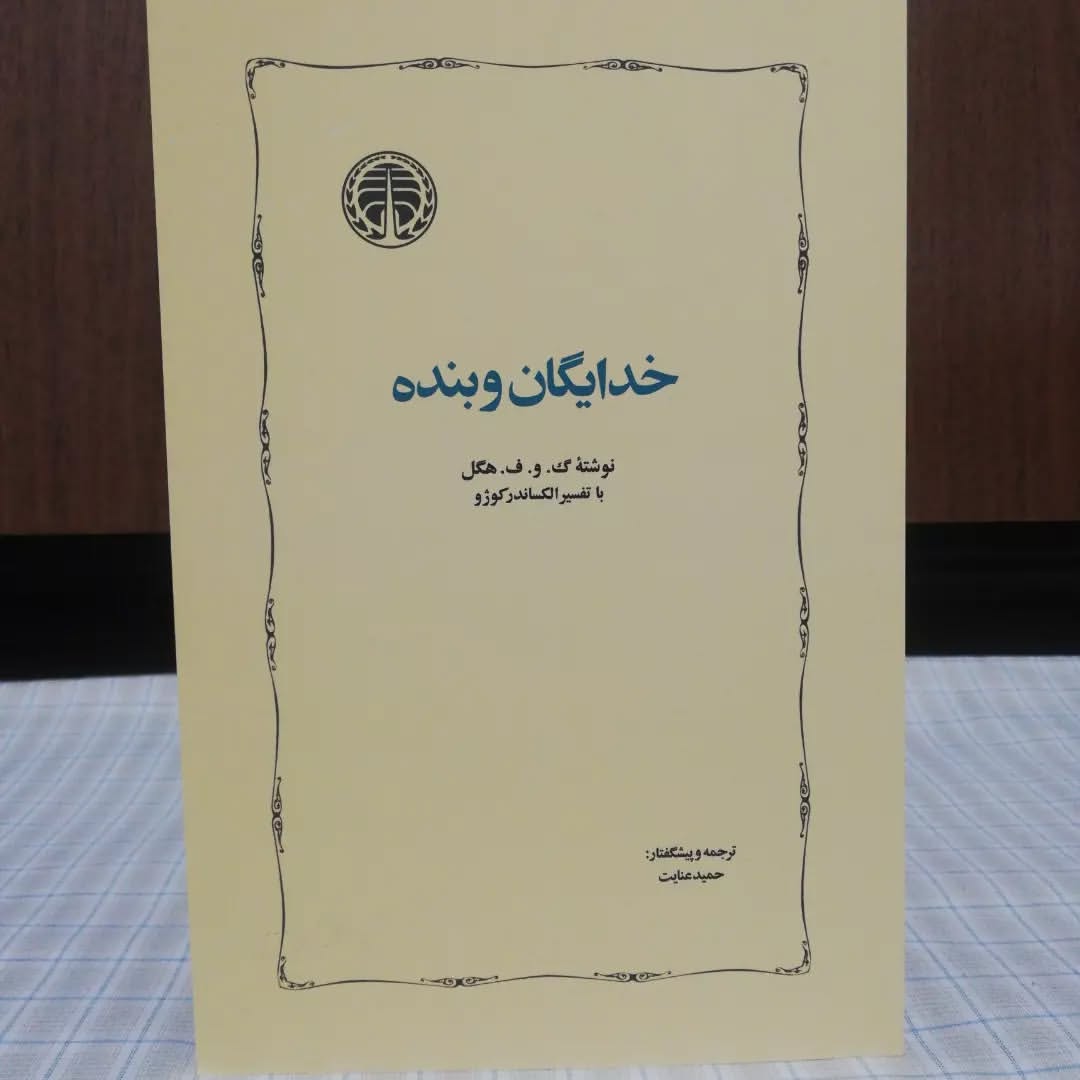 خدایگان و بنده
نوشتهٔ گ. و. ف. هگل
با تفسیر الکساندر کوژو
ترجمه و پیشگفتار:
حمید عنایت